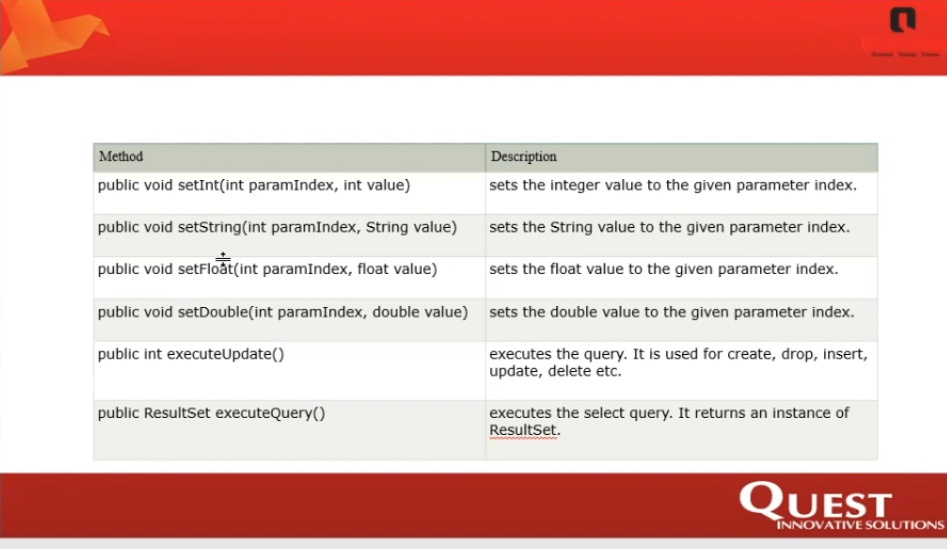 Method Description
public void setInt(int paramIndex, int value) sets the integer value to the given parameter index.
public void setString(int paramIndex, String value) sets the String value to the given parameter index.
public void setFloat(int paramIndex, float value) sets the float value to the given parameter index.
public void setDouble(int paramIndex, double value) sets the double value to the given parameter index.
public int executeUpdate() executes the query. It is used for create, drop, insert,
update, delete etc.
public ResultSet executeQuery() executes the select query. It returns an instance of
ResultSet.
QUEST
INNOVATIVE SOLUTIONS